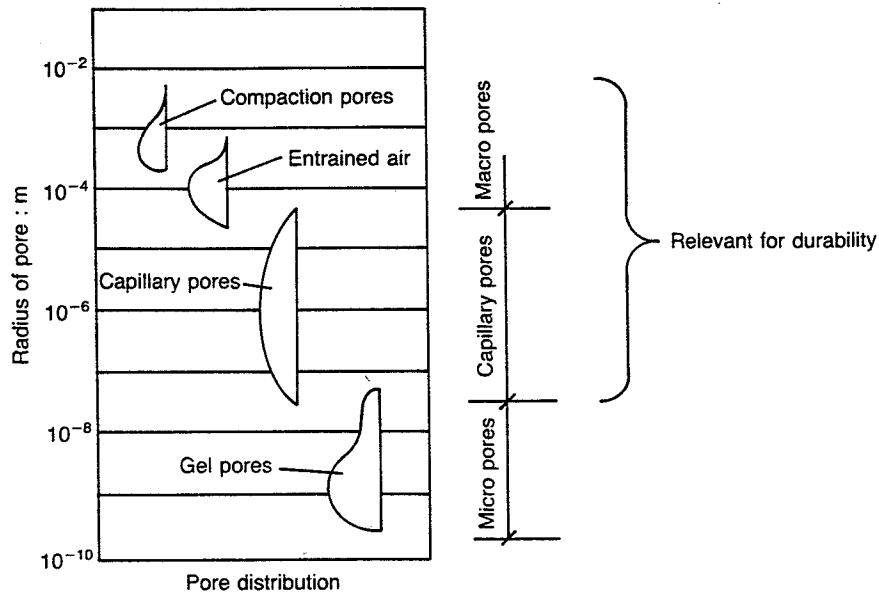 10⁻²
Compaction pores
Entrained air
10⁻⁴
Capillary pores
10⁻⁶
10⁻⁸
Gel pores
10⁻¹⁰
Radius of pore : m
Pore distribution
Macro pores
Capillary pores
Micro pores
Relevant for durability